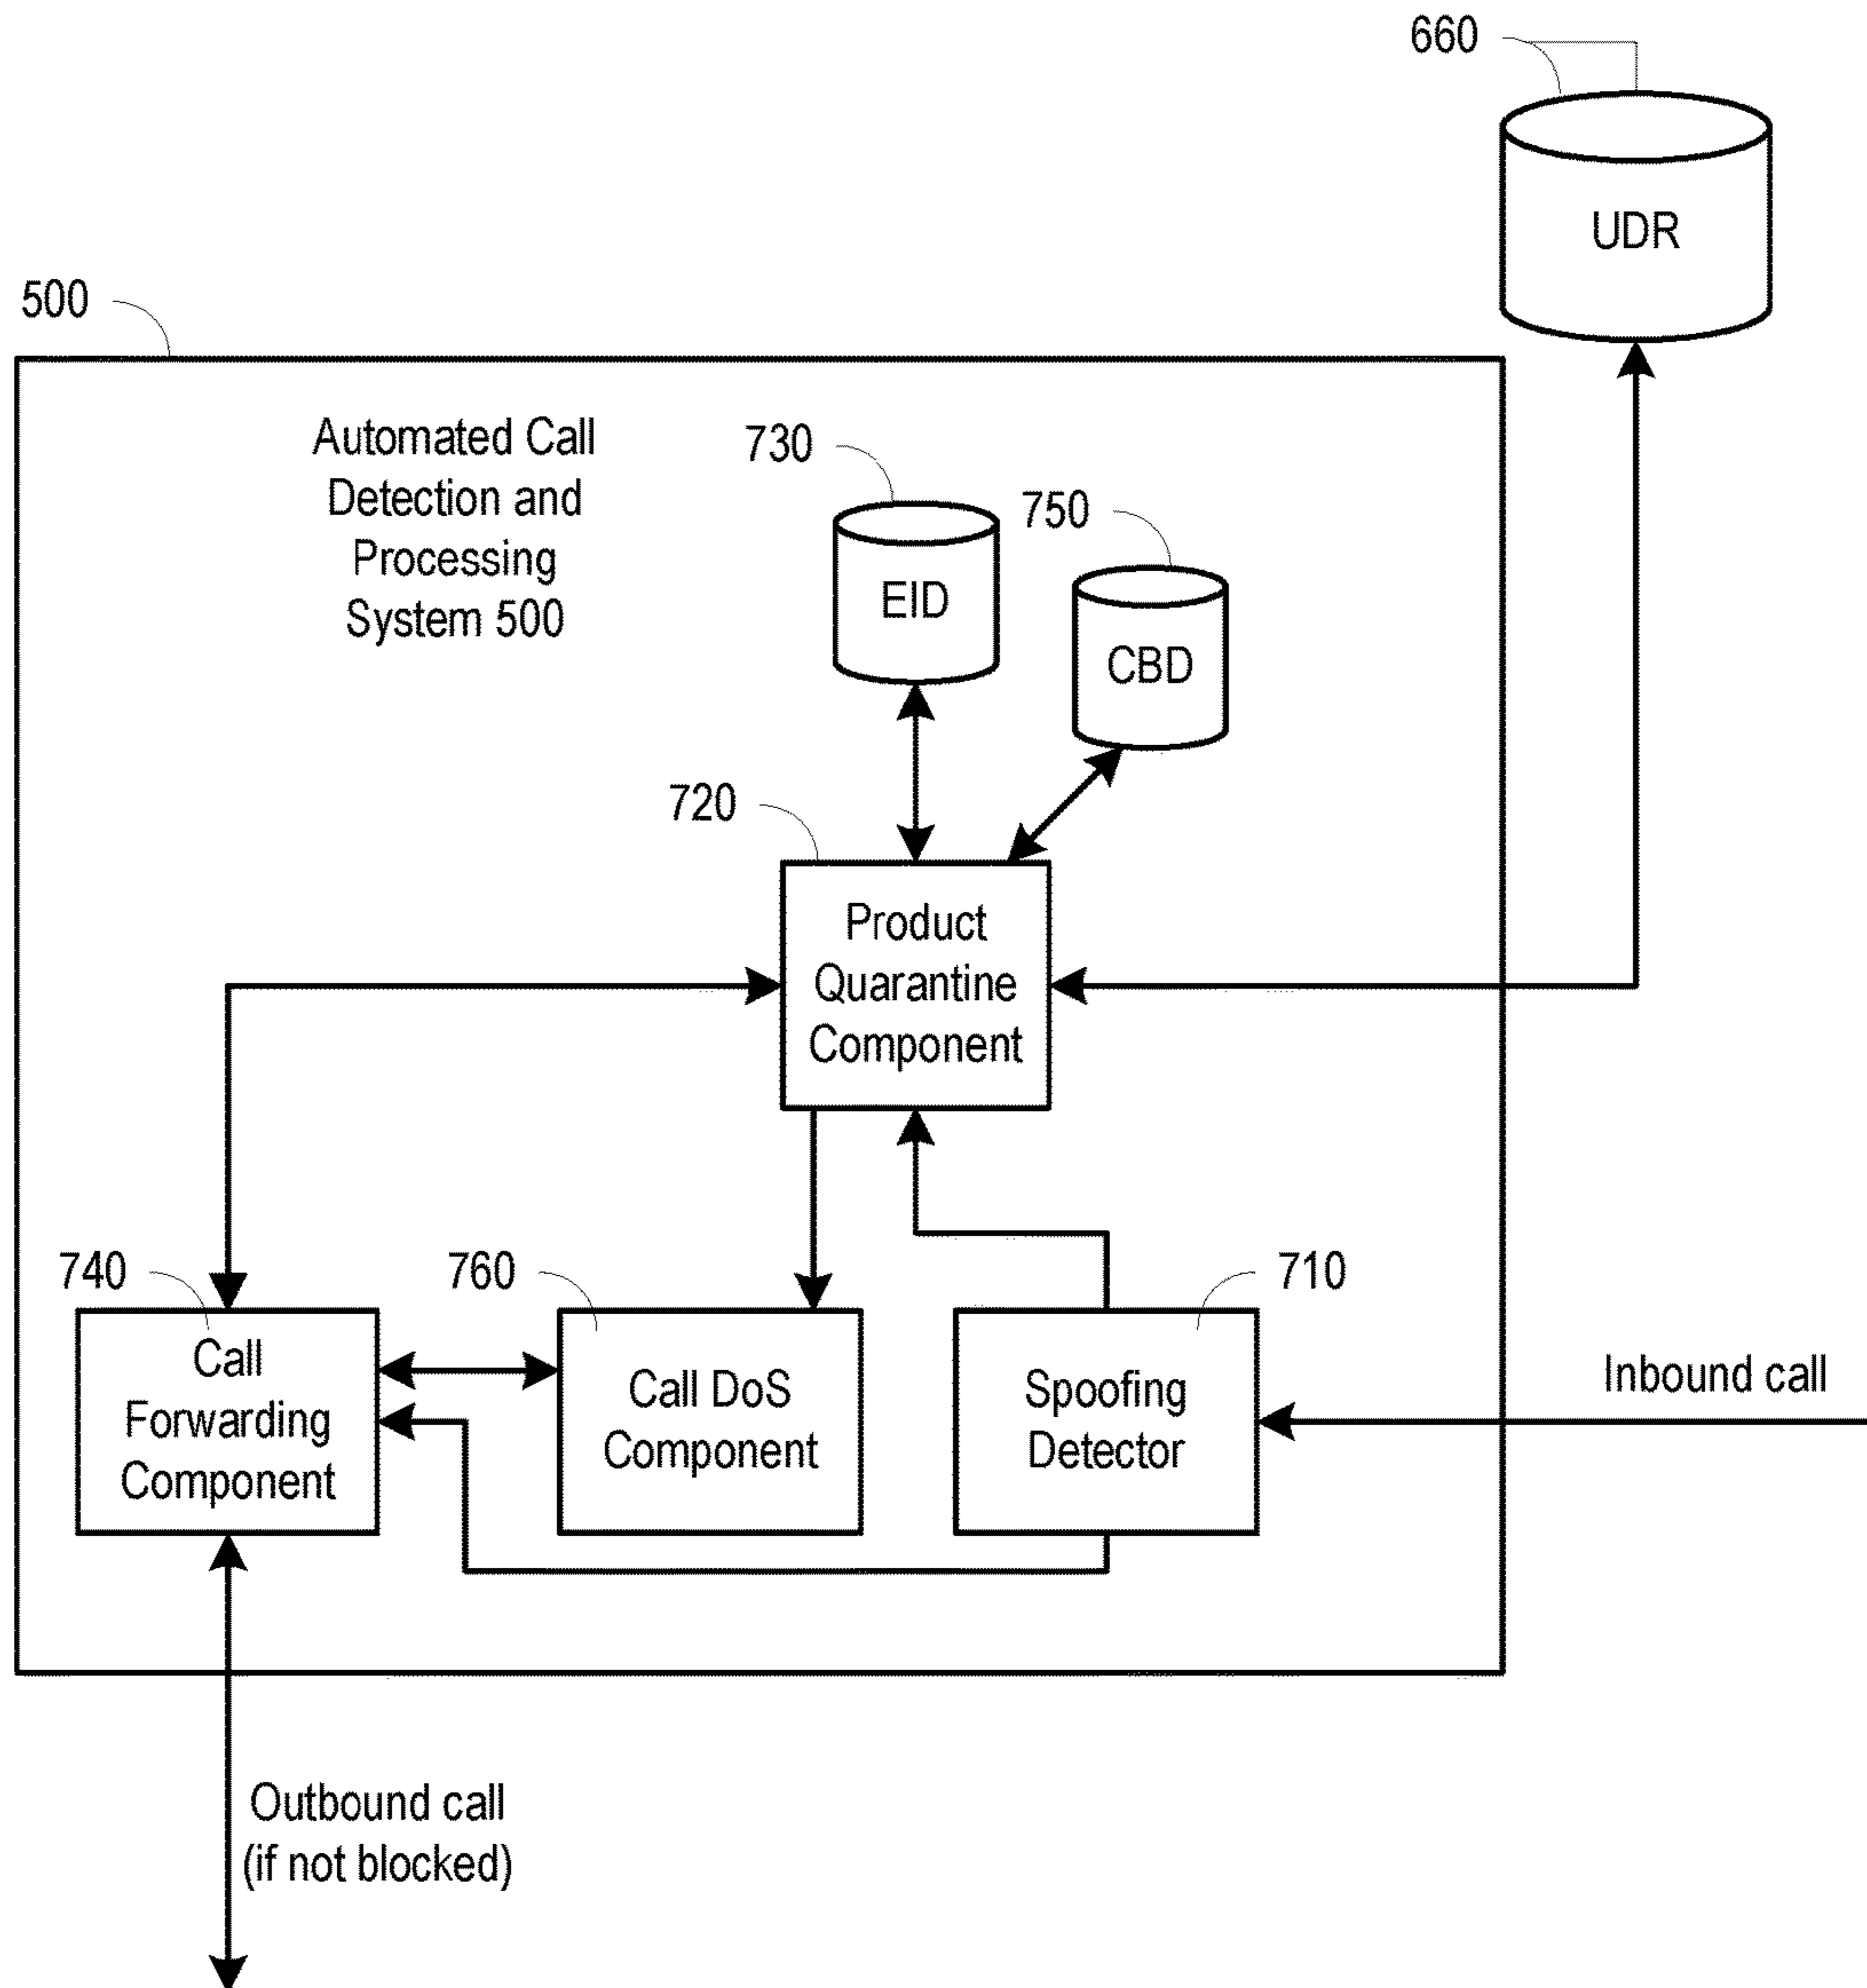 660
UDR
500
Automated Call
Detection and
Processing
System 500
730
EID
750
CBD
720
Product
Quarantine
Component
740
Call
Forwarding
Component
760
Call DoS
Component
710
Spoofing
Detector
Inbound call
Outbound call
(if not blocked)